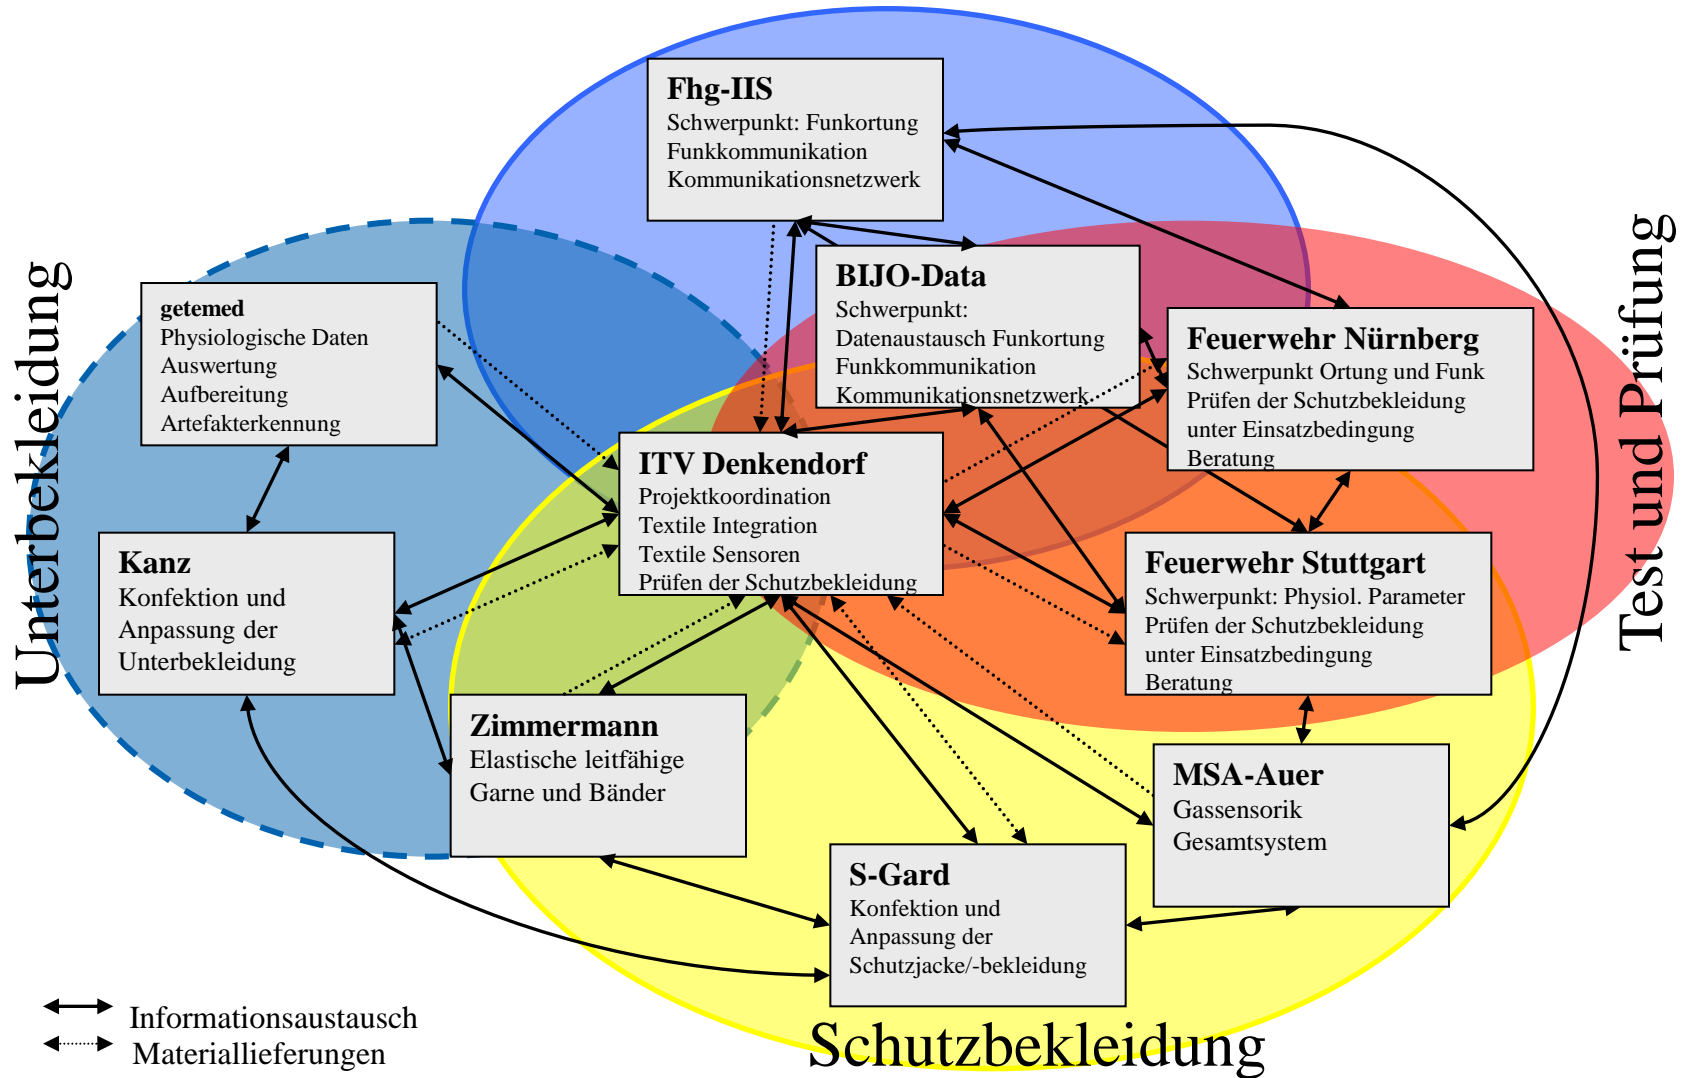 Fhg-IIS
Schwerpunkt: Funkortung
Funkkommunikation
Kommunikationsnetzwerk
BIJO-Data
Schwerpunkt:
Datenaustausch Funkortung
Funkkommunikation
Kommunikationsnetzwerk
getemed
Physiologische Daten
Auswertung
Aufbereitung
Artefakterkennung
Feuerwehr Nürnberg
Schwerpunkt Ortung und Funk
Prüfen der Schutzbekleidung
unter Einsatzbedingung
Beratung
ITV Denkendorf
Projektkoordination
Textile Integration
Textile Sensoren
Prüfen der Schutzbekleidung
Kanz
Konfektion und
Anpassung der
Unterbekleidung
Feuerwehr Stuttgart
Schwerpunkt: Physiol. Parameter
Prüfen der Schutzbekleidung
unter Einsatzbedingung
Beratung
Zimmermann
Elastische leitfähige
Garne und Bänder
MSA-Auer
Gassensorik
Gesamtsystem
S-Gard
Konfektion und
Anpassung der
Schutzjacke/-bekleidung
Unterbekleidung
Test und Prüfung
Schutzbekleidung
Informationsaustausch
Materiallieferungen